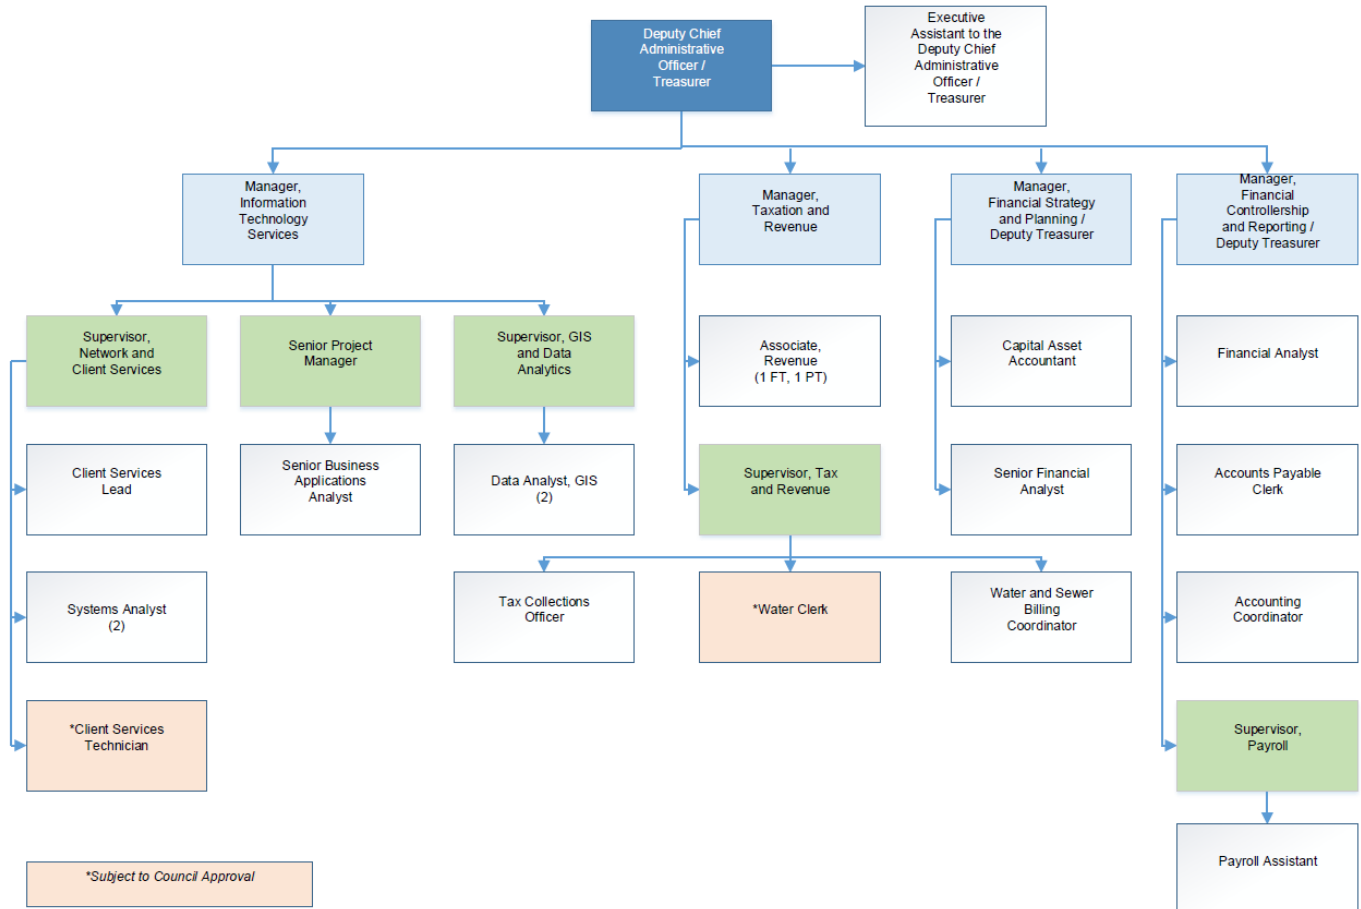 Deputy Chief
Administrative
Officer /
Treasurer
Executive
Assistant to the
Deputy Chief
Administrative
Officer /
Treasurer
Manager,
Information
Technology
Services
Manager,
Taxation and
Revenue
Manager,
Financial Strategy
and Planning /
Deputy Treasurer
Manager,
Financial
Controllership
and Reporting /
Deputy Treasurer
Supervisor,
Network and
Client Services
Senior Project
Manager
Supervisor, GIS
and Data
Analytics
Associate,
Revenue
(1 FT, 1 PT)
Capital Asset
Accountant
Financial Analyst
Client Services
Lead
Senior Business
Applications
Analyst
Data Analyst, GIS
(2)
Supervisor, Tax
and Revenue
Senior Financial
Analyst
Accounts Payable
Clerk
Systems Analyst
(2)
Tax Collections
Officer
*Water Clerk
Water and Sewer
Billing
Coordinator
Accounting
Coordinator
*Client Services
Technician
Supervisor,
Payroll
Payroll Assistant
*Subject to Council Approval